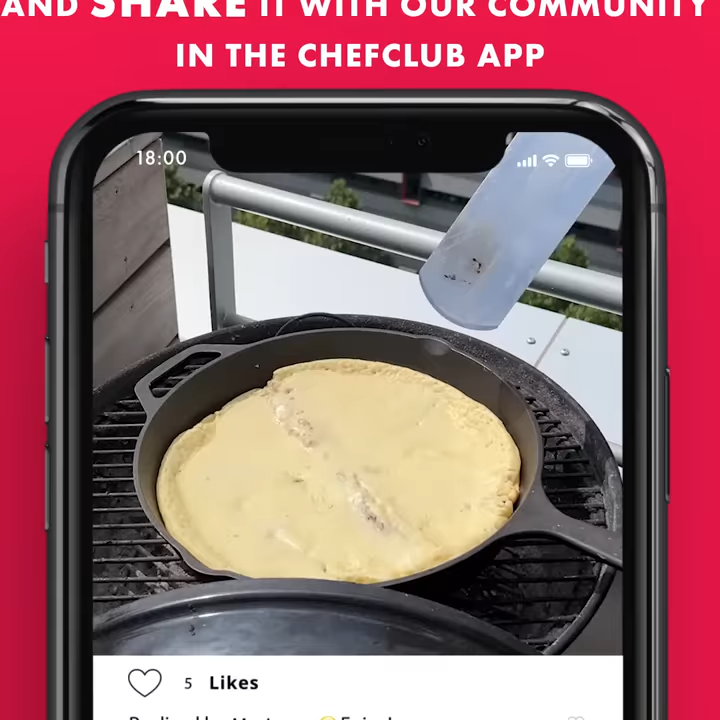 AND SHARE IT WITH OUR COMMUNITY
IN THE CHEFCLUB APP
18:00
5 Likes